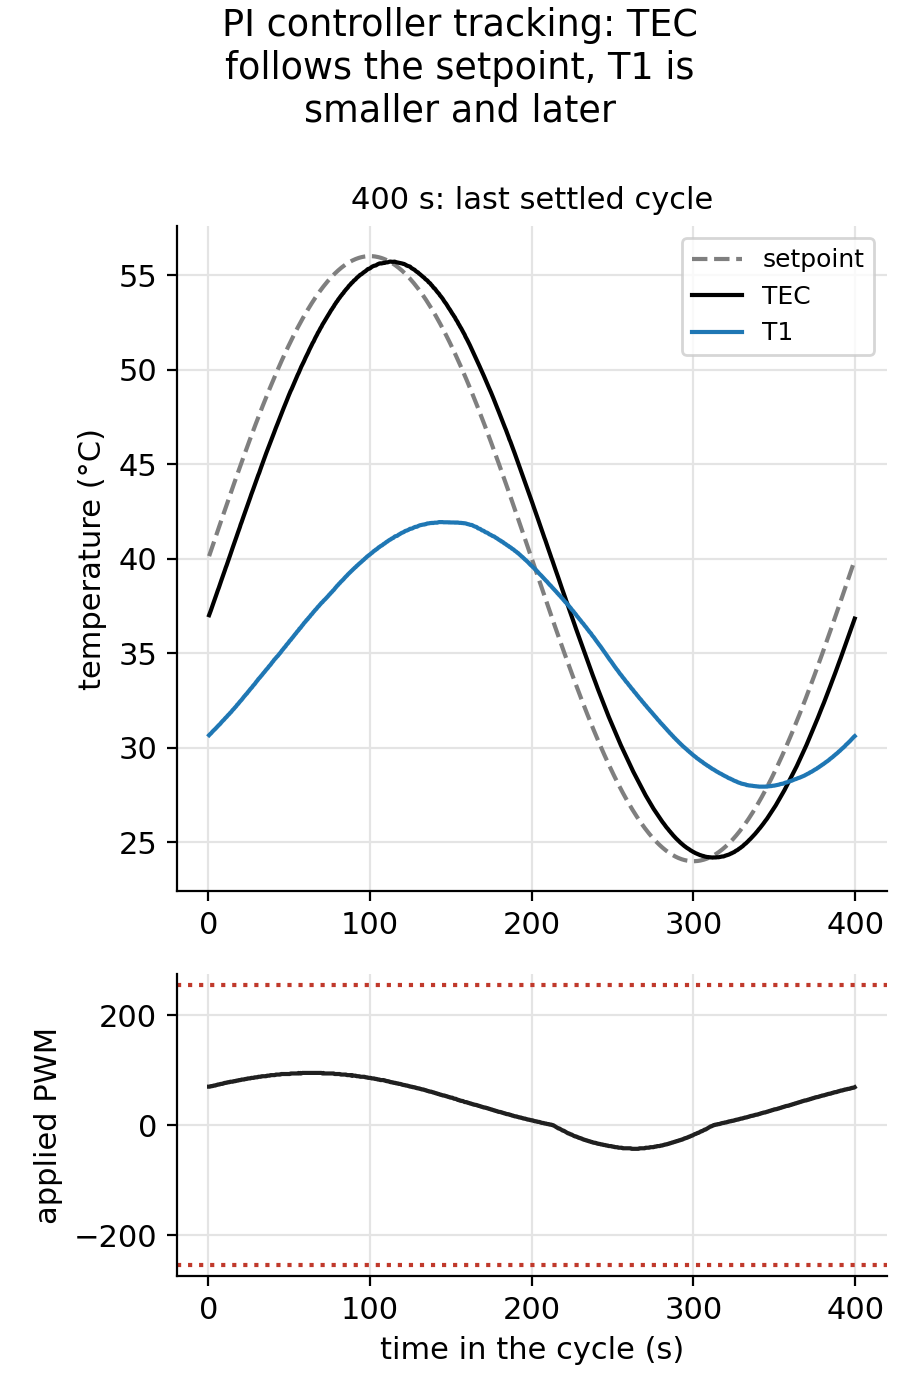 PI controller tracking: TEC
follows the setpoint, T1 is
smaller and later
400 s: last settled cycle
setpoint
TEC
T1
temperature (°C)
55
50
45
40
35
30
25
0 100 200 300 400
applied PWM
200
0
−200
0 100 200 300 400
time in the cycle (s)